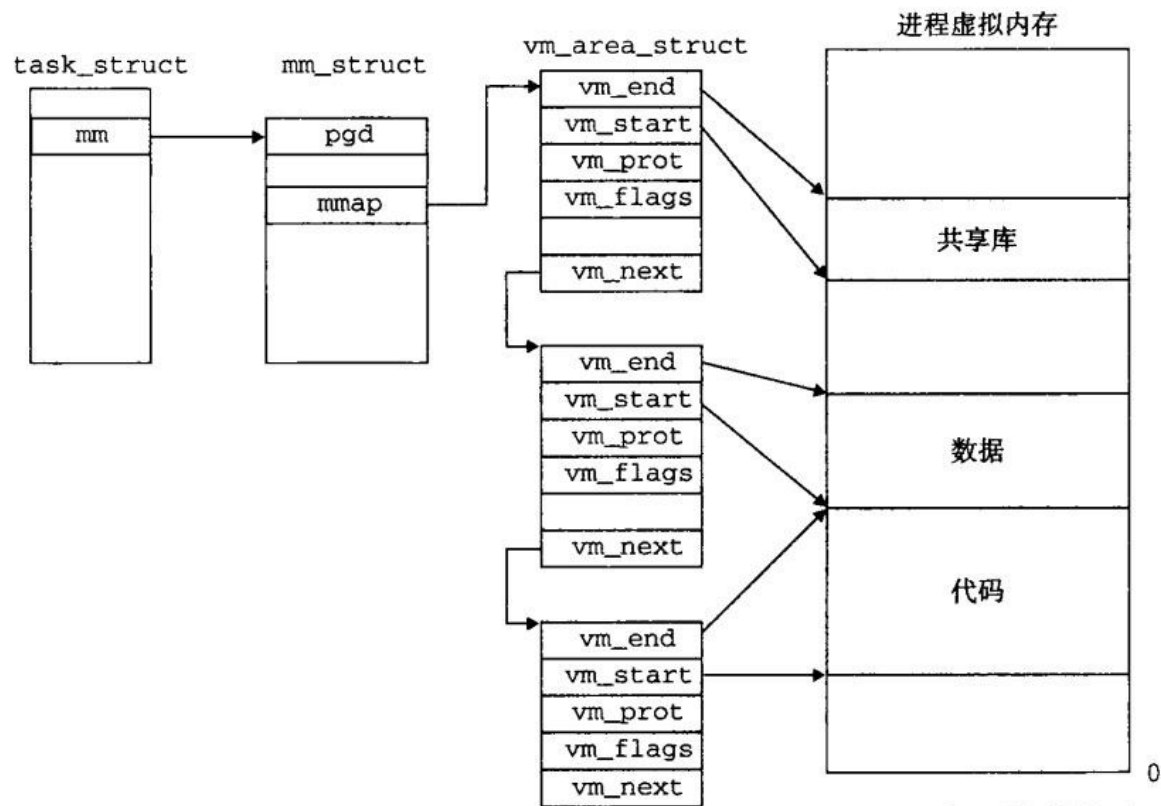 进程虚拟内存
task_struct
mm_struct
vm_area_struct
mm
pgd
mmap
vm_end
vm_start
vm_prot
vm_flags
vm_next
vm_end
vm_start
vm_prot
vm_flags
vm_next
vm_end
vm_start
vm_prot
vm_flags
vm_next
共享库
数据
代码
0